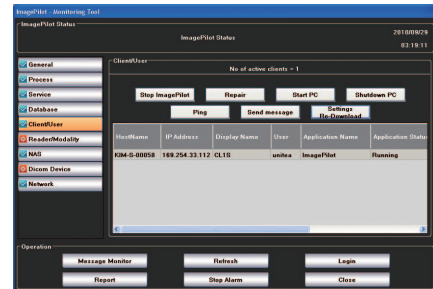 ImagePilot - Monitoring Tool
ImagePilot Status
ImagePilot Status
2010/09/29
03:19:11
General
Process
Service
Database
Client/User
Reader/Modality
NAS
Dicom Device
Network
Client/User
No of active clients = 1
Stop ImagePilot Repair Start PC Shutdown PC
Ping Send message Settings Re-Download
HostName IP Address Display Name User Application Name Application Status
KIM-S-00058 169.254.33.112 CL1S unitea ImagePilot Running
Operation
Message Monitor Refresh Login
Report Stop Alarm Close